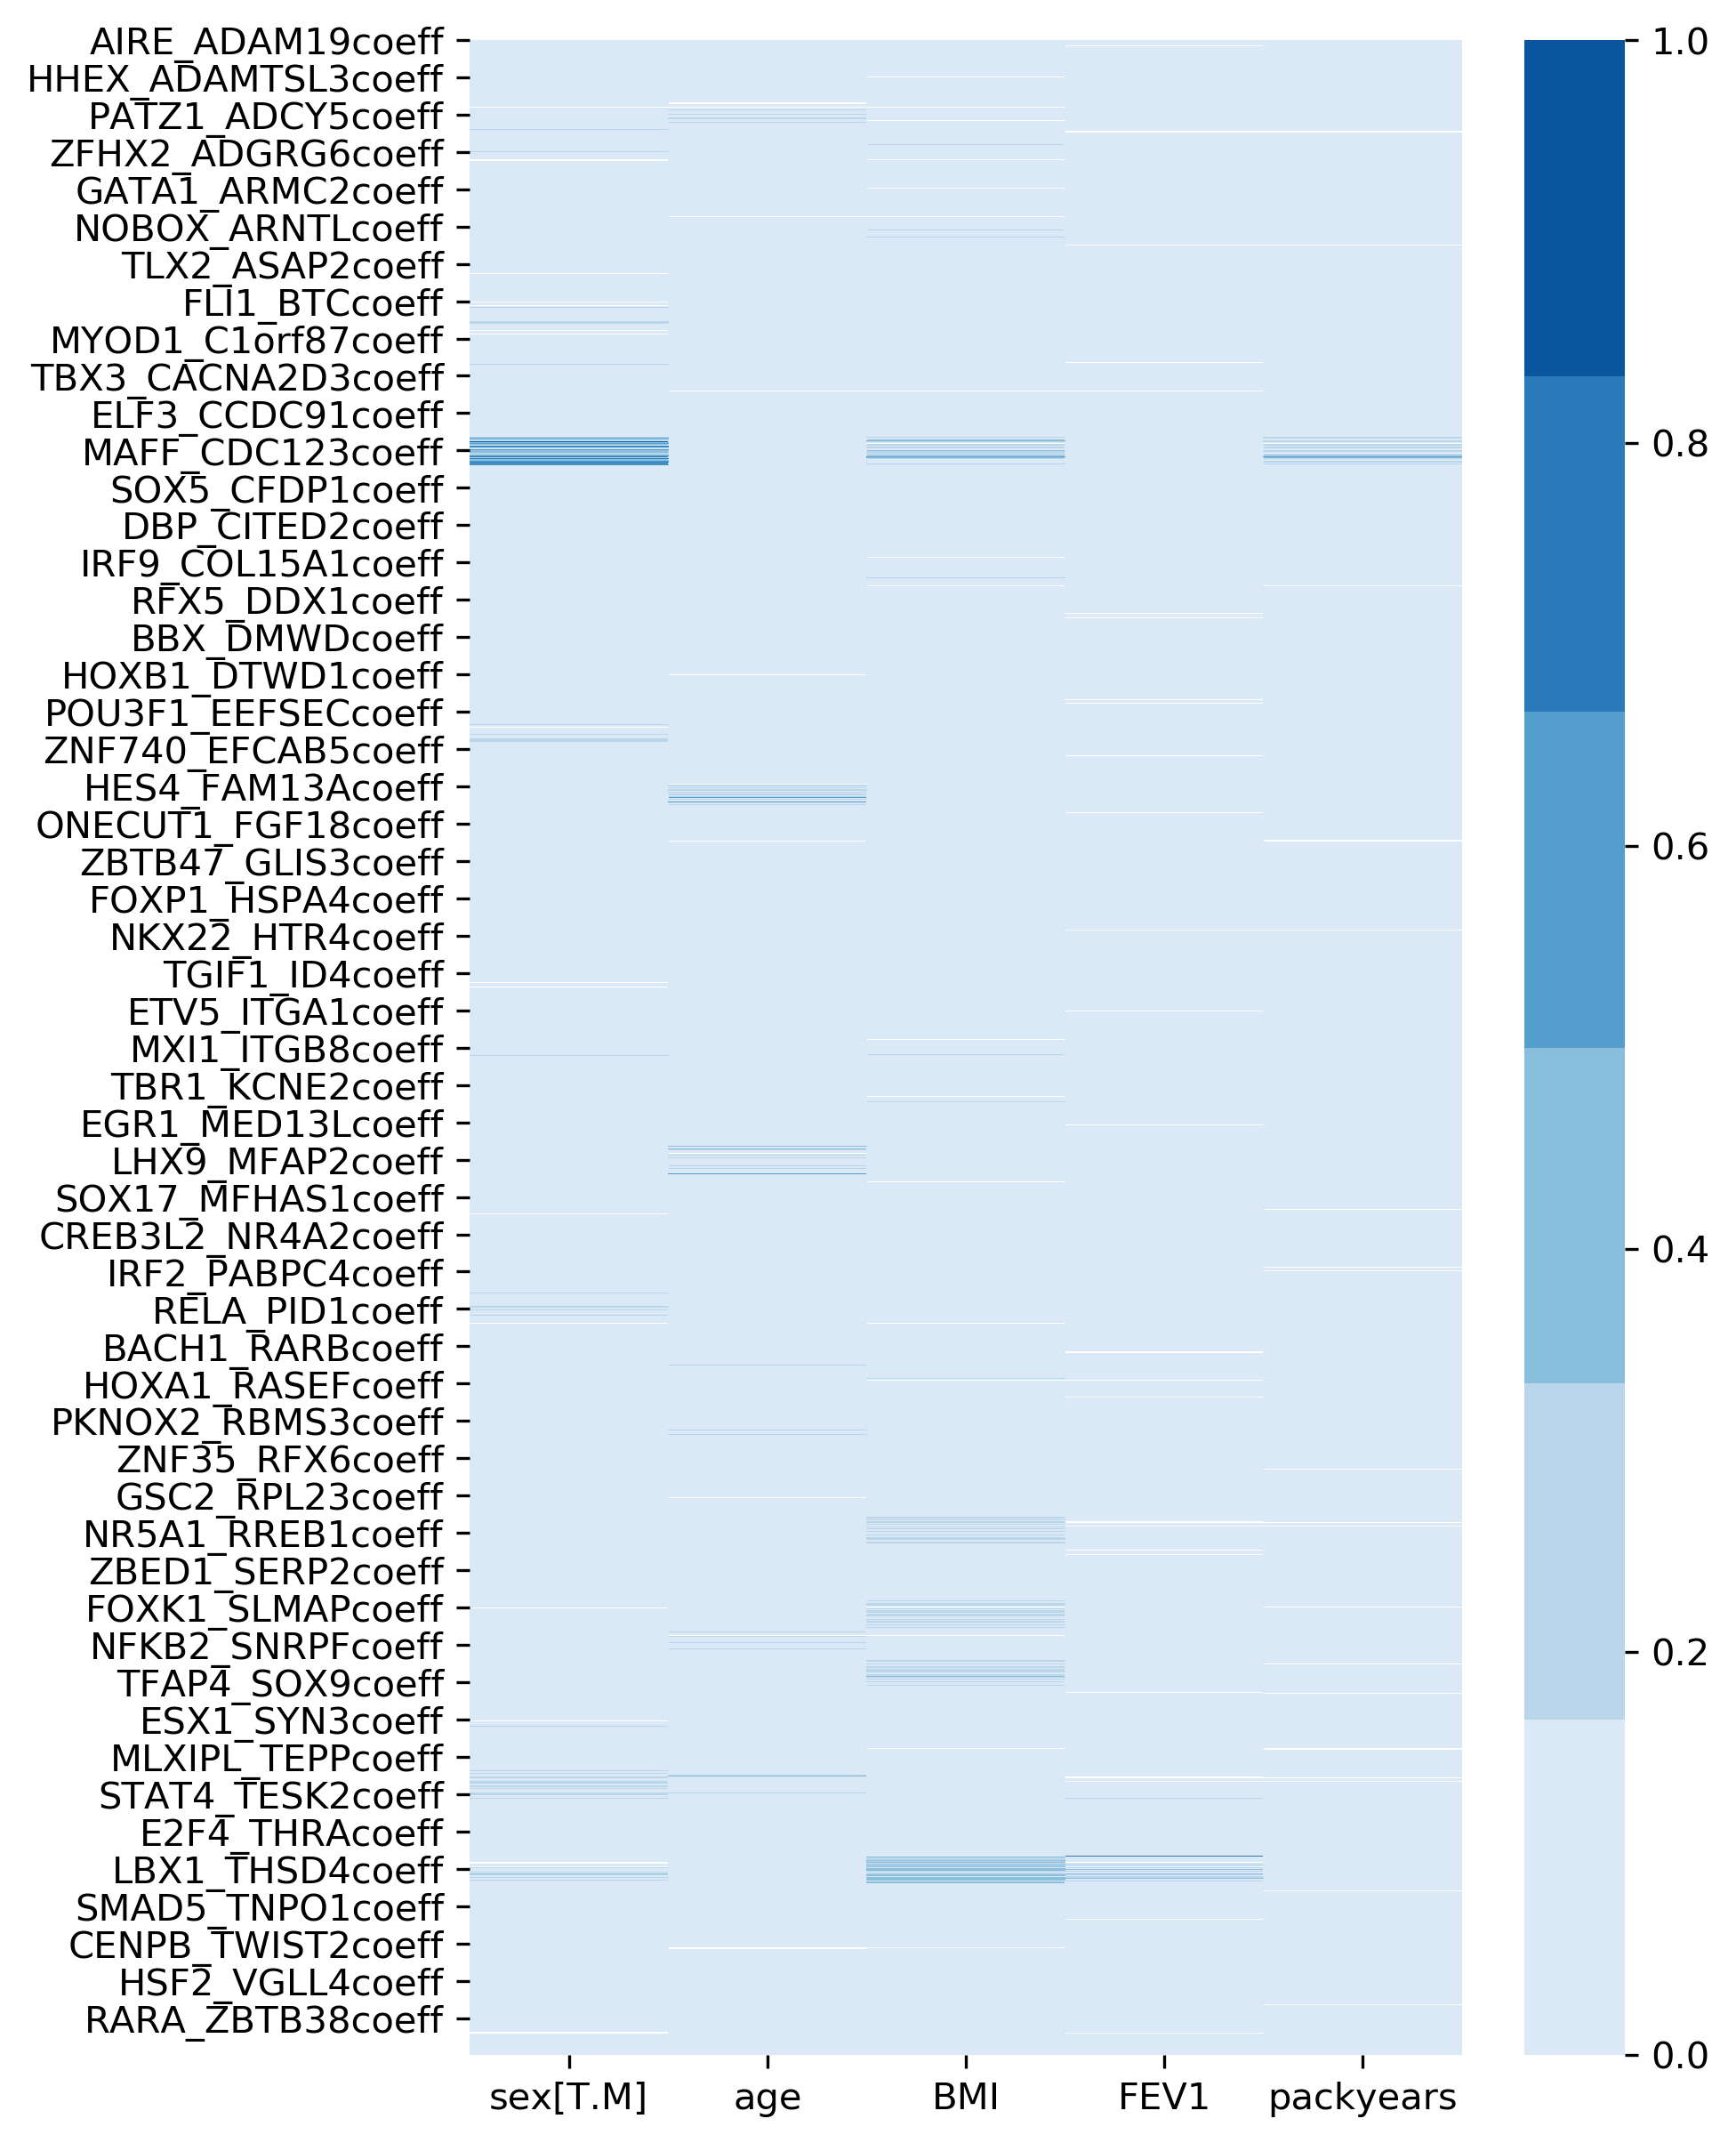 AIRE_ADAM19coeff
HHEX_ADAMTSL3coeff
PATZ1_ADCY5coeff
ZFHX2_ADGRG6coeff
GATA1_ARMC2coeff
NOBOX_ARNTLcoeff
TLX2_ASAP2coeff
FLI1_BTCcoeff
MYOD1_C1orf87coeff
TBX3_CACNA2D3coeff
ELF3_CCDC91coeff
MAFF_CDC123coeff
SOX5_CFDP1coeff
DBP_CITED2coeff
IRF9_COL15A1coeff
RFX5_DDX1coeff
BBX_DMWDcoeff
HOXB1_DTWD1coeff
POU3F1_EEFSECcoeff
ZNF740_EFCAB5coeff
HES4_FAM13Acoeff
ONECUT1_FGF18coeff
ZBTB47_GLIS3coeff
FOXP1_HSPA4coeff
NKX22_HTR4coeff
TGIF1_ID4coeff
ETV5_ITGA1coeff
MXI1_ITGB8coeff
TBR1_KCNE2coeff
EGR1_MED13Lcoeff
LHX9_MFAP2coeff
SOX17_MFHAS1coeff
CREB3L2_NR4A2coeff
IRF2_PABPC4coeff
RELA_PID1coeff
BACH1_RARBcoeff
HOXA1_RASEFcoeff
PKNOX2_RBMS3coeff
ZNF35_RFX6coeff
GSC2_RPL23coeff
NR5A1_RREB1coeff
ZBED1_SERP2coeff
FOXK1_SLMAPcoeff
NFKB2_SNRPFcoeff
TFAP4_SOX9coeff
ESX1_SYN3coeff
MLXIPL_TEPPcoeff
STAT4_TESK2coeff
E2F4_THRAcoeff
LBX1_THSD4coeff
SMAD5_TNPO1coeff
CENPB_TWIST2coeff
HSF2_VGLL4coeff
RARA_ZBTB38coeff
sex[T.M] age BMI FEV1 packyears
1.0
0.8
0.6
0.4
0.2
0.0